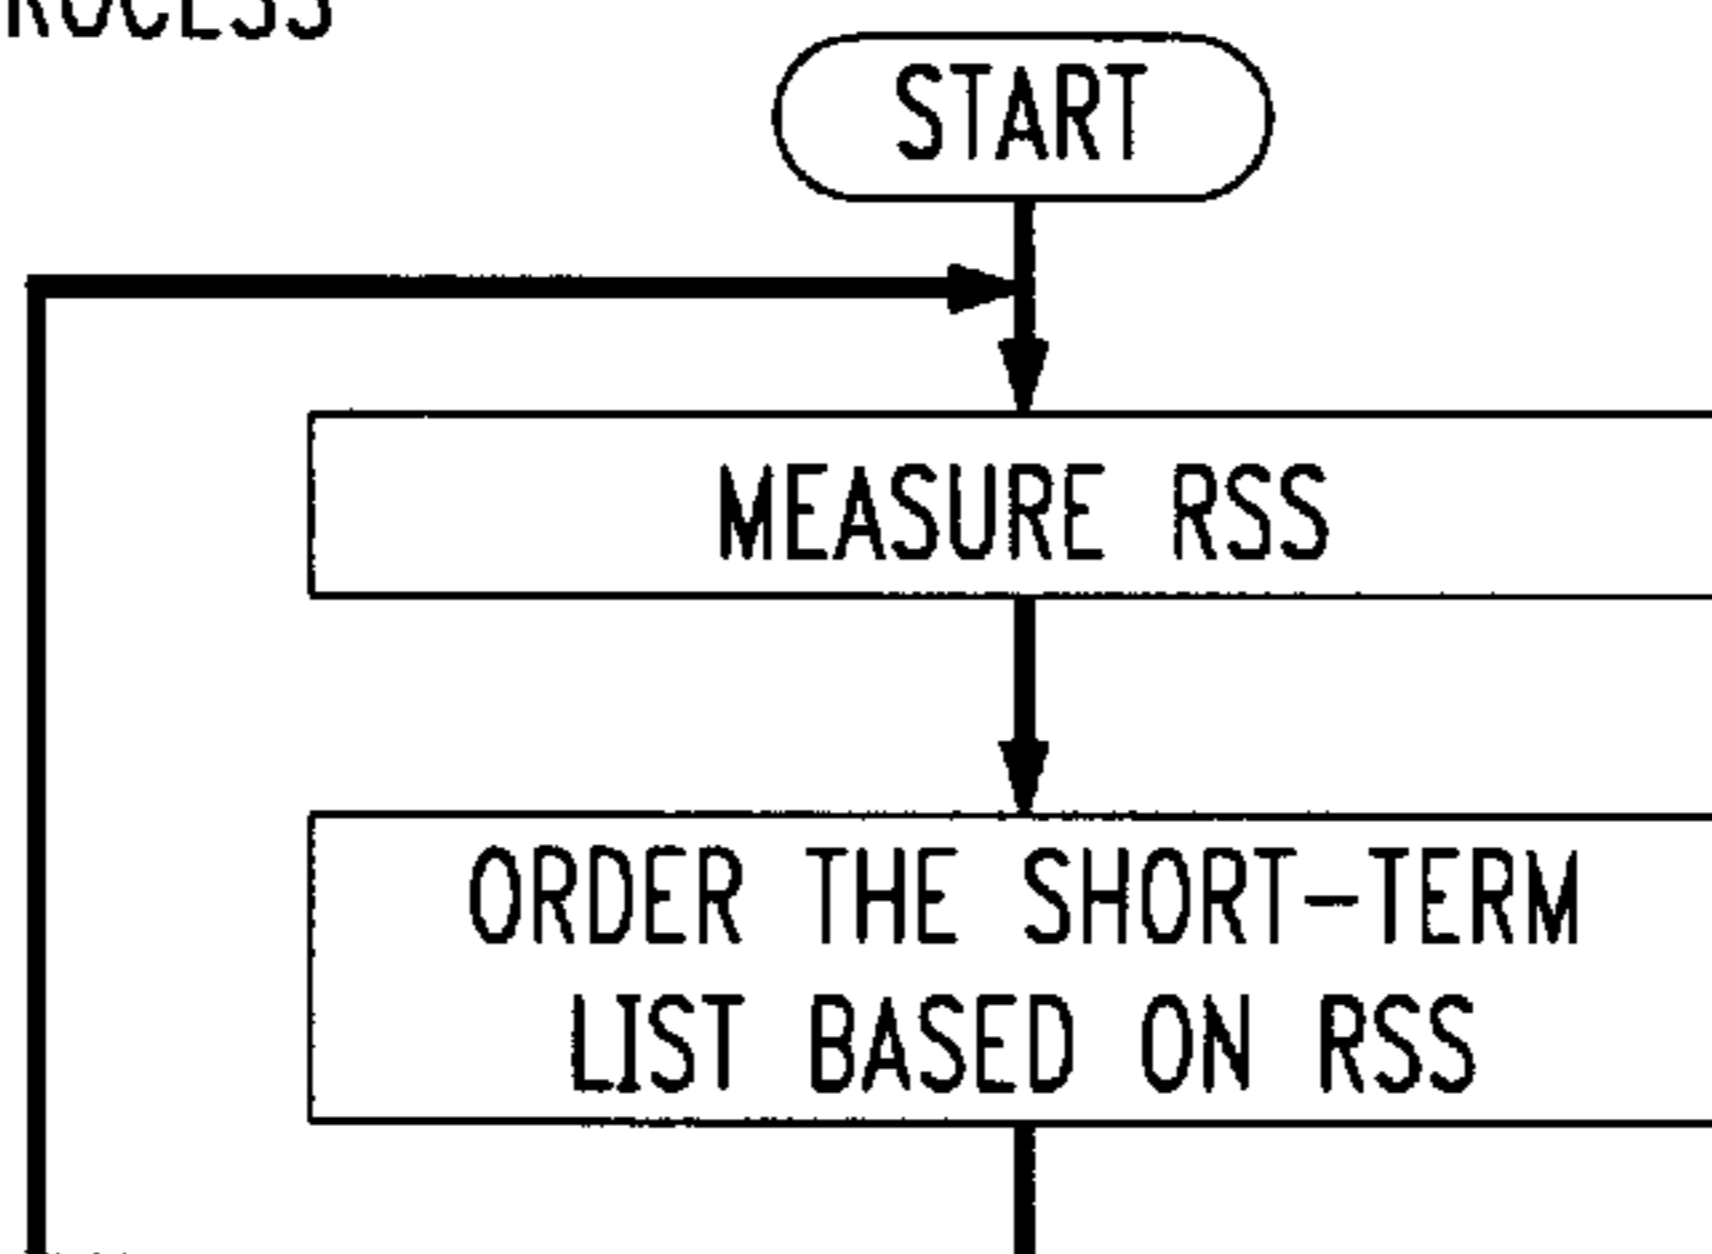 START
MEASURE RSS
ORDER THE SHORT-TERM
LIST BASED ON RSS